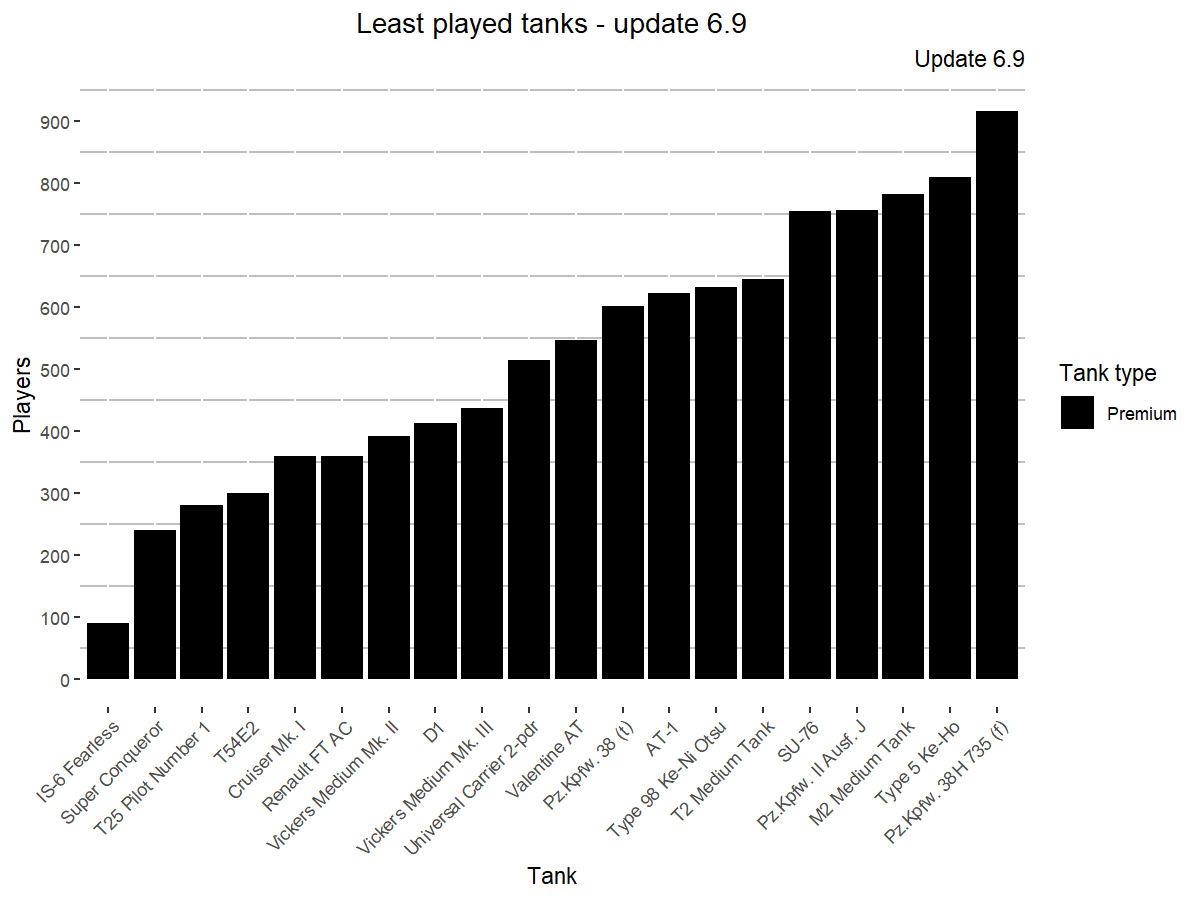 Least played tanks - update 6.9
Update 6.9
Players
900
800
700
600
500
400
300
200
100
0
IS-6 Fearless
Super Conqueror
T25 Pilot Number 1
T54E2
Cruiser Mk. I
Renault FT AC
Vickers Medium Mk. II
D1
Vickers Medium Mk. III
Universal Carrier 2-pdr
Valentine AT
Pz.Kpfw. 38 (t)
AT-1
Type 98 Ke-Ni Otsu
T2 Medium Tank
SU-76
Pz.Kpfw. II Ausf. J
M2 Medium Tank
Type 5 Ke-Ho
Pz.Kpfw. 38H 735 (f)
Tank
Tank type
Premium